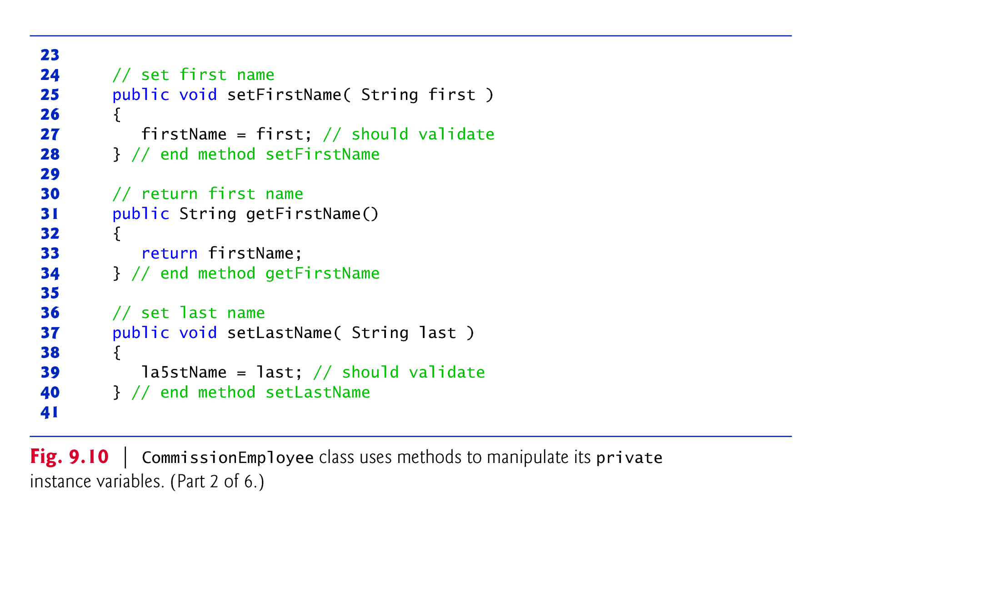 23
24 // set first name
25 public void setFirstName( String first )
26 {
27 firstName = first; // should validate
28 } // end method setFirstName
29
30 // return first name
31 public String getFirstName()
32 {
33 return firstName;
34 } // end method getFirstName
35
36 // set last name
37 public void setLastName( String last )
38 {
39 la5stName = last; // should validate
40 } // end method setLastName
41
Fig. 9.10 | CommissionEmployee class uses methods to manipulate its private
instance variables. (Part 2 of 6.)